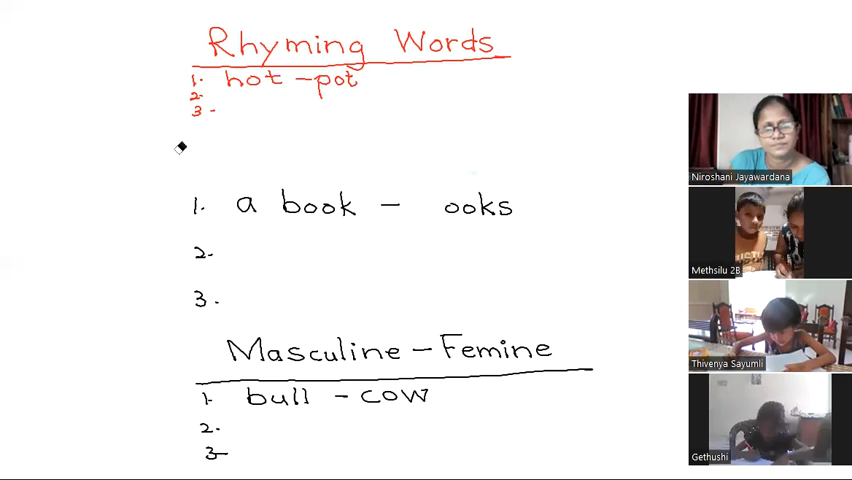 Rhyming Words
1. hot - pot
2.
3.
1. a book - ooks
2.
3.
Masculine - Femine
1. bull - cow
2.
3.
Niroshani Jayawardana
Methsilu 2B
Thivenya Sayumli
Gethushi